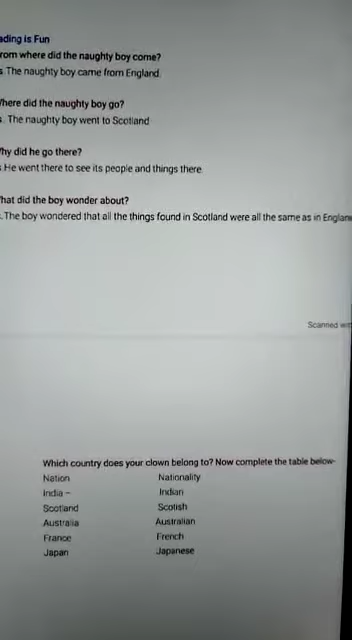 ading is Fun
rom where did the naughty boy come?
s The naughty boy came from England.
here did the naughty boy go?
s. The naughty boy went to Scotland
hy did he go there?
He went there to see its people and things there
hat did the boy wonder about?
. The boy wondered that all the things found in Scotland were all the same as in Englan
Scanned wit
Which country does your clown belong to? Now complete the table below-
Nation Nationality
India – Indian
Scotland Scotish
Australia Australian
France French
Japan Japanese